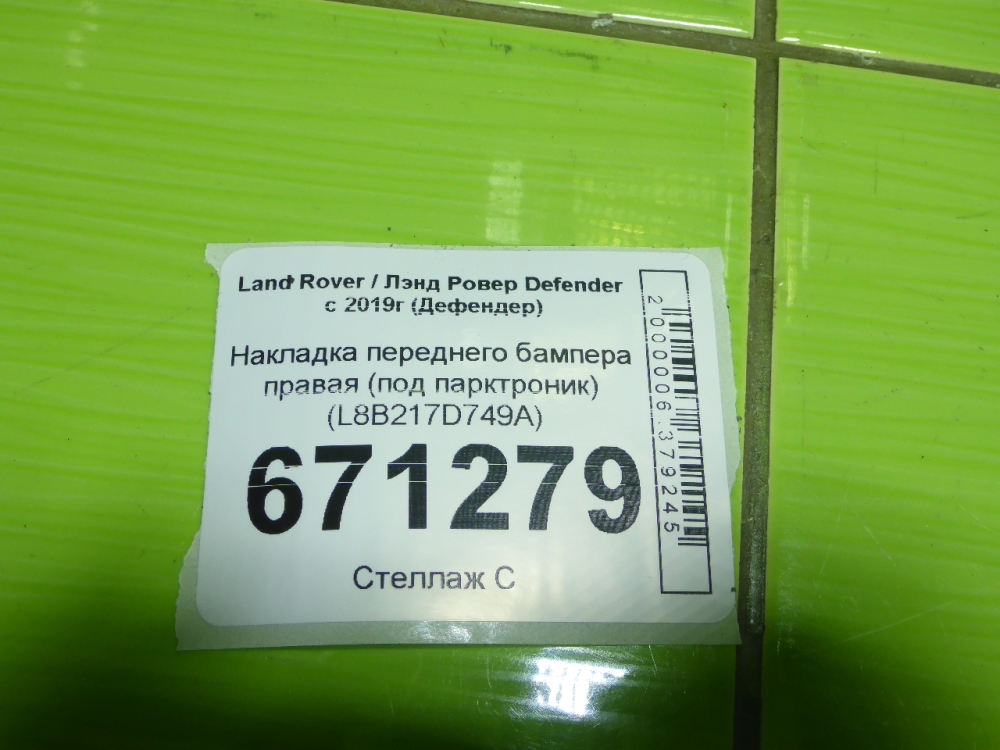 Land Rover / Лэнд Ровер Defender
с 2019г (Дефендер)
Накладка переднего бампера
правая (под парктроник)
(L8B217D749A)
671279
Стеллаж С
2000006379245